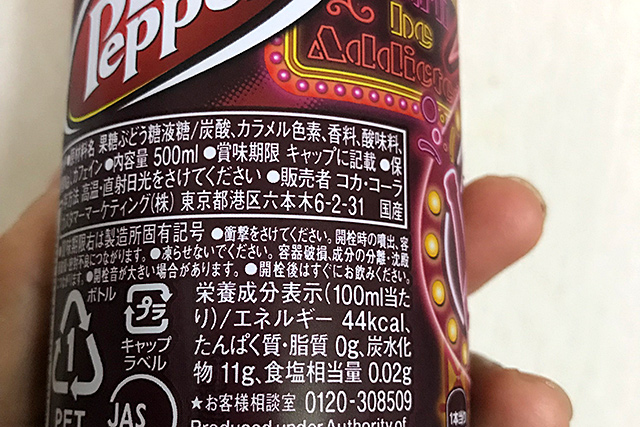 Dr
Pepper
be
Addicte
原材料名 果糖ぶどう糖液糖/炭酸、カラメル色素、香料、酸味料、
カフェイン ●内容量 500ml ●賞味期限 キャップに記載 ●保
存方法 高温・直射日光をさけてください ●販売者 コカ・コーラ
カスタマーマーケティング(株) 東京都港区六本木6-2-31 国産
は製造所固有記号 ●衝撃をさけてください。開栓時の噴出、容
につながります。 ●凍らせないでください。容器破損、成分の分離・沈殿
●開栓音が大きい場合があります。 ●開栓後はすぐにお飲みください。
ボトル
1
PET
プラ
キャップ
ラベル
JAS
栄養成分表示(100ml当た
り)/エネルギー 44kcal、
たんぱく質・脂質 0g、炭水化
物 11g、食塩相当量 0.02g
★お客様相談室 0120-308509
Produced under Authority of
1本当り